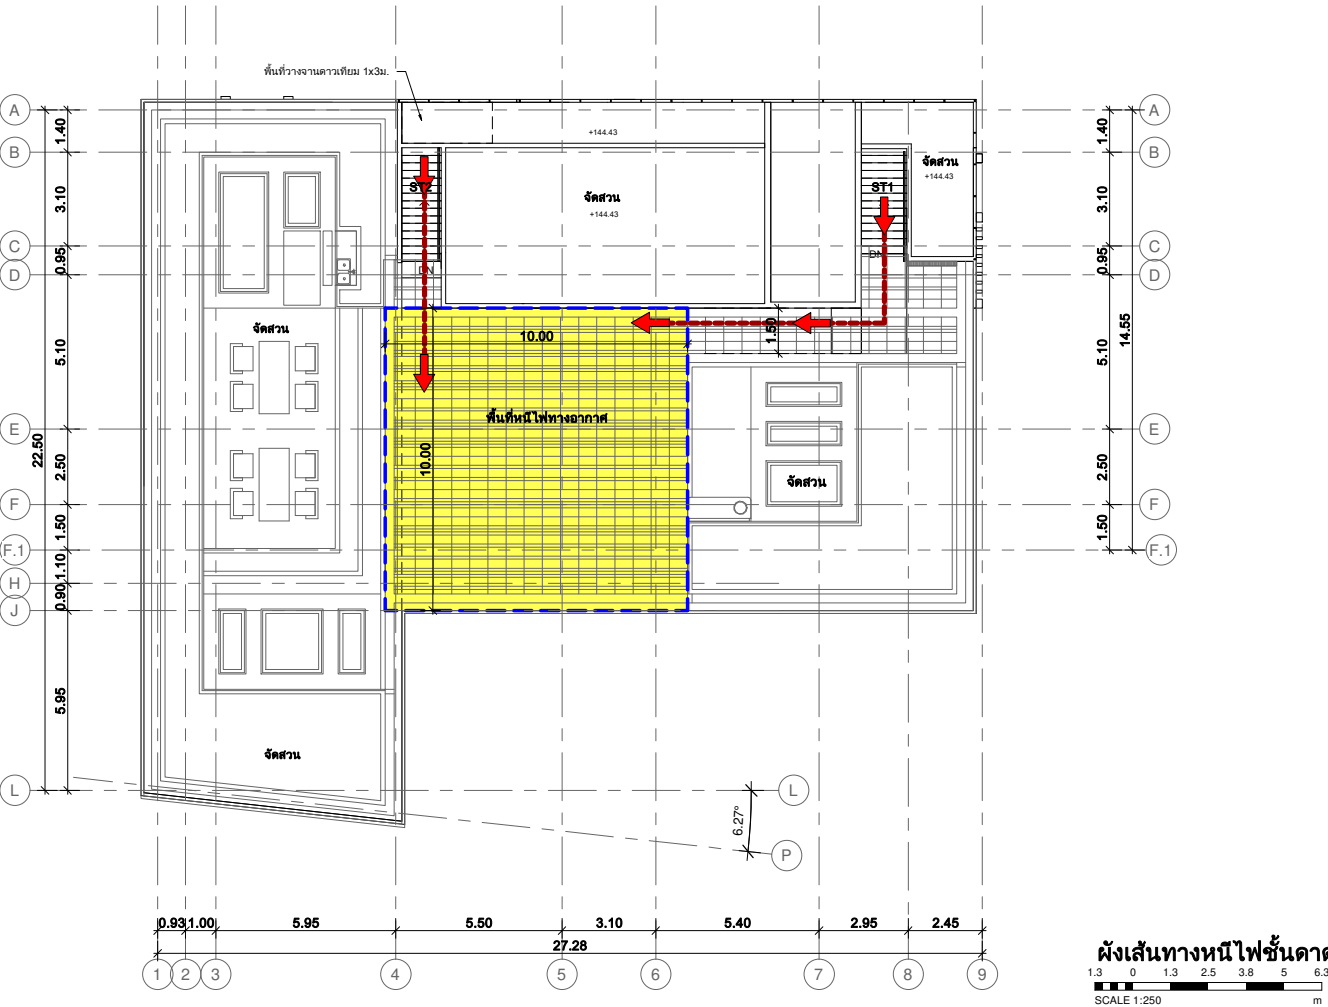 พื้นที่วางจานดาวเทียม 1x3ม.
A
A
1.40
1.40
+144.43
B
B
จัดสวน
+144.43
ST2
ST1
3.10
3.10
จัดสวน
+144.43
C
C
0.95
0.95
DN
DN
D
D
จัดสวน
10.00
1.50
5.10
5.10
14.55
พื้นที่หนีไฟทางอากาศ
E
E
22.50
10.00
2.50
2.50
จัดสวน
F
F
1.50
1.50
F.1
F.1
1.10
H
0.90
J
5.95
จัดสวน
L
L
6.27°
P
0.93
1.00
5.95
5.50
3.10
5.40
2.95
2.45
27.28
1
2
3
4
5
6
7
8
9
ผังเส้นทางหนีไฟชั้นดาด
1.3 0 1.3 2.5 3.8 5 6.3
SCALE 1:250 m